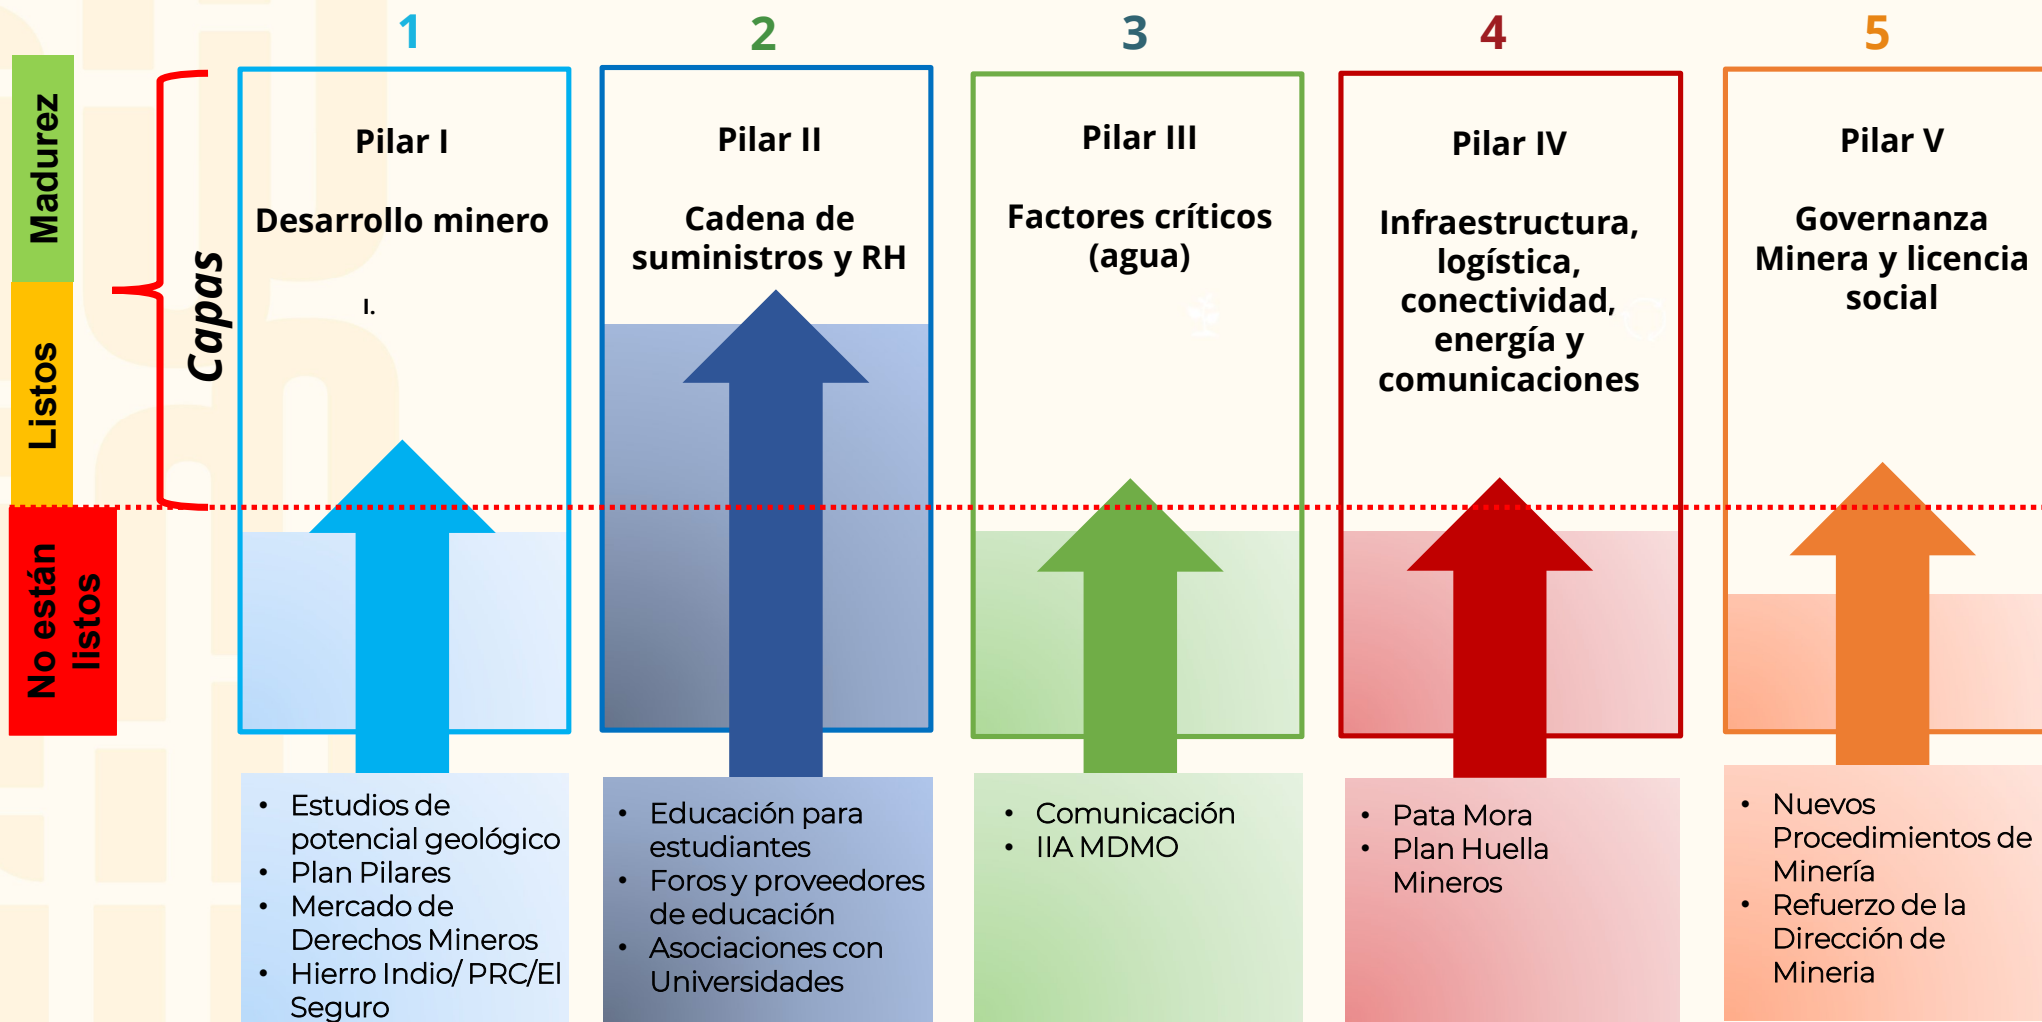 1
2
3
4
5
Madurez
Listos
No están
listos
Capas
Pilar I
Desarrollo minero
I.
Pilar II
Cadena de
suministros y RH
Pilar III
Factores críticos
(agua)
Pilar IV
Infraestructura,
logística,
conectividad,
energía y
comunicaciones
Pilar V
Governanza
Minera y licencia
social
• Estudios de
potencial geológico
• Plan Pilares
• Mercado de
Derechos Mineros
• Hierro Indio/ PRC/El
Seguro
• Educación para
estudiantes
• Foros y proveedores
de educación
• Asociaciones con
Universidades
• Comunicación
• IIA MDMO
• Pata Mora
• Plan Huella
Mineros
• Nuevos
Procedimientos de
Minería
• Refuerzo de la
Dirección de
Mineria